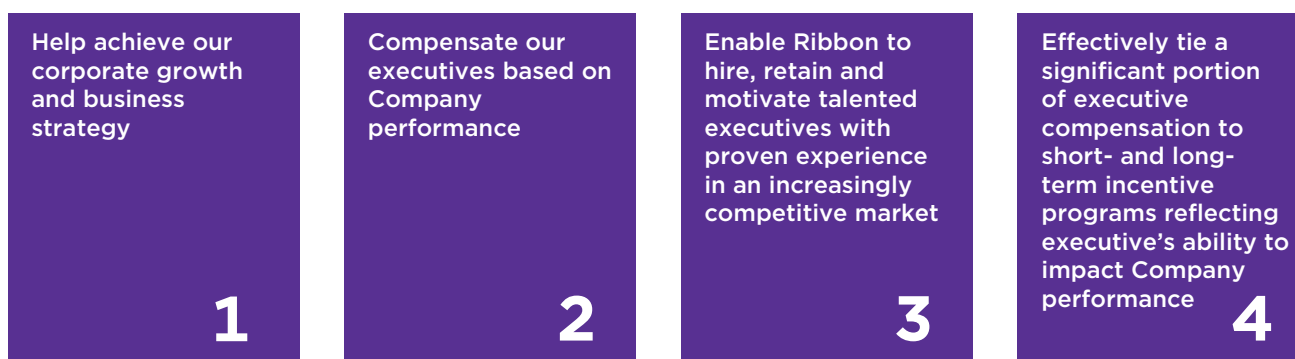 Help achieve our
corporate growth
and business
strategy
1
Compensate our
executives based on
Company
performance
2
Enable Ribbon to
hire, retain and
motivate talented
executives with
proven experience
in an increasingly
competitive market
3
Effectively tie a
significant portion
of executive
compensation to
short- and long-
term incentive
programs reflecting
executive’s ability to
impact Company
performance
4